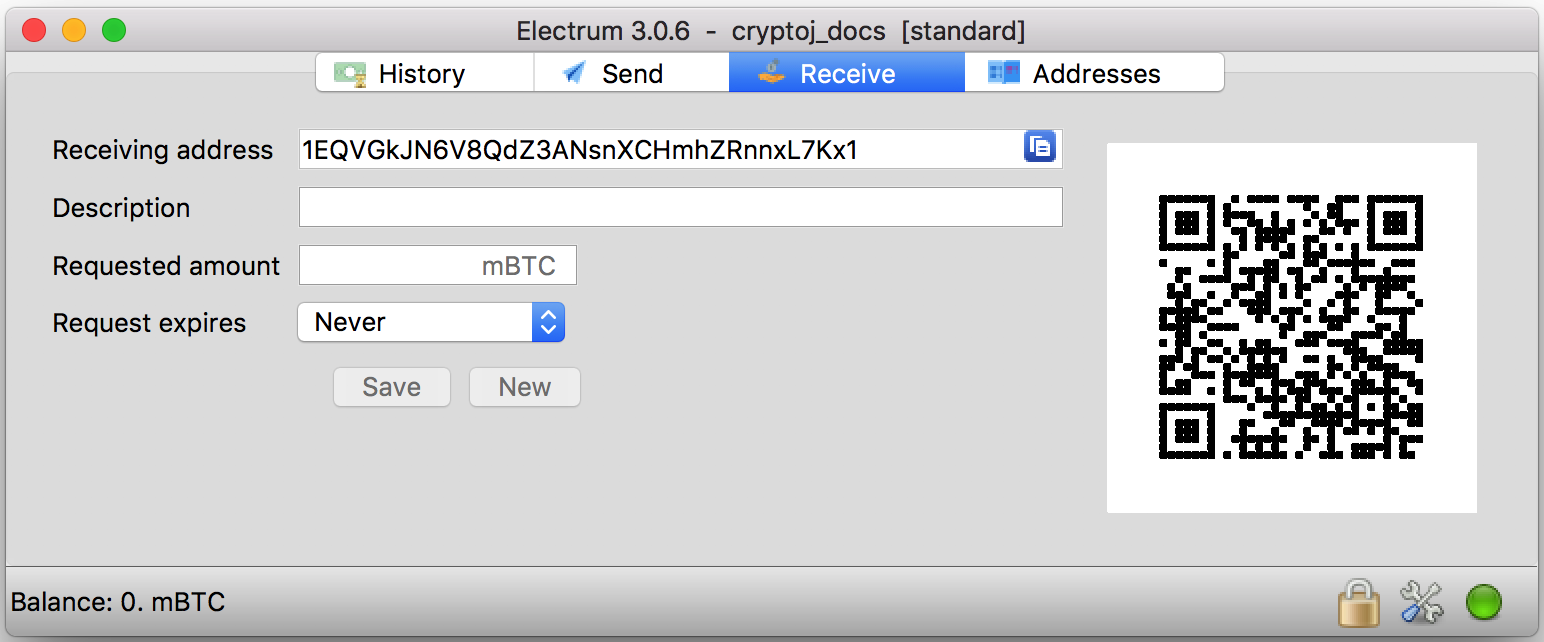 Electrum 3.0.6 - cryptoj_docs [standard]
History Send Receive Addresses
Receiving address 1EQVGkJN6V8QdZ3ANsnXCHmhZRnnxL7Kx1
Description
Requested amount mBTC
Request expires Never
Save New
Balance: 0. mBTC